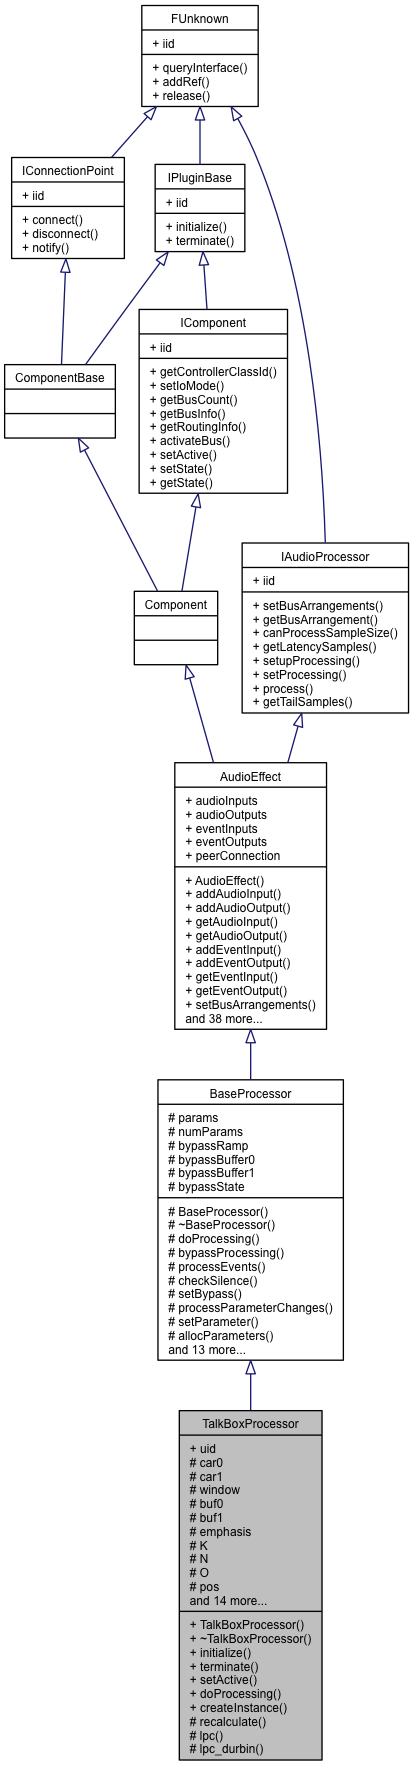 FUnknown
+ iid
+ queryInterface()
+ addRef()
+ release()
IConnectionPoint
+ iid
+ connect()
+ disconnect()
+ notify()
IPluginBase
+ iid
+ initialize()
+ terminate()
IComponent
+ iid
+ getControllerClassId()
+ setIoMode()
+ getBusCount()
+ getBusInfo()
+ getRoutingInfo()
+ activateBus()
+ setActive()
+ setState()
+ getState()
ComponentBase
IAudioProcessor
+ iid
+ setBusArrangements()
+ getBusArrangement()
+ canProcessSampleSize()
+ getLatencySamples()
+ setupProcessing()
+ setProcessing()
+ process()
+ getTailSamples()
Component
AudioEffect
+ audioInputs
+ audioOutputs
+ eventInputs
+ eventOutputs
+ peerConnection
+ AudioEffect()
+ addAudioInput()
+ addAudioOutput()
+ getAudioInput()
+ getAudioOutput()
+ addEventInput()
+ addEventOutput()
+ getEventInput()
+ getEventOutput()
+ setBusArrangements()
and 38 more...
BaseProcessor
# params
# numParams
# bypassRamp
# bypassBuffer0
# bypassBuffer1
# bypassState
# BaseProcessor()
# ~BaseProcessor()
# doProcessing()
# bypassProcessing()
# processEvents()
# checkSilence()
# setBypass()
# processParameterChanges()
# setParameter()
# allocParameters()
and 13 more...
TalkBoxProcessor
+ uid
# car0
# car1
# window
# buf0
# buf1
# emphasis
# K
# N
# O
# pos
and 14 more...
+ TalkBoxProcessor()
+ ~TalkBoxProcessor()
+ initialize()
+ terminate()
+ setActive()
+ doProcessing()
+ createInstance()
# recalculate()
# lpc()
# lpc_durbin()